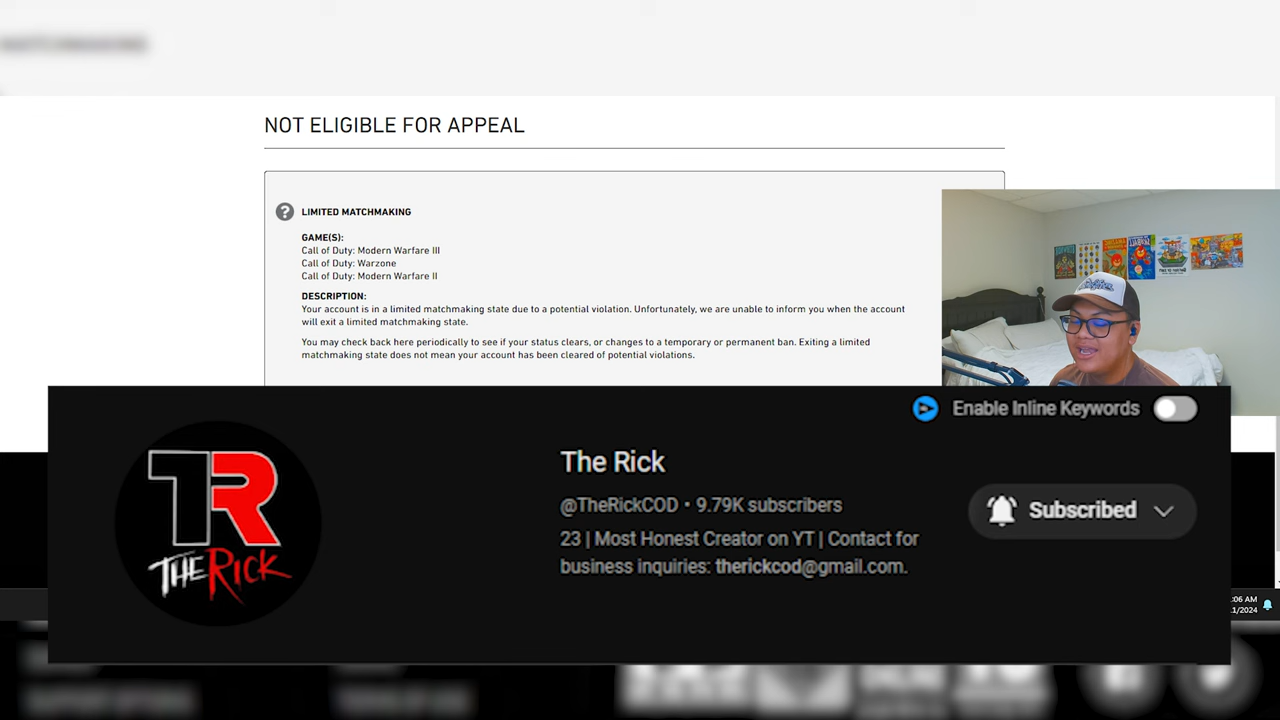 NOT ELIGIBLE FOR APPEAL
LIMITED MATCHMAKING
GAME(S):
Call of Duty: Modern Warfare III
Call of Duty: Warzone
Call of Duty: Modern Warfare II
DESCRIPTION:
Your account is in a limited matchmaking state due to a potential violation. Unfortunately, we are unable to inform you when the account
will exit a limited matchmaking state.
You may check back here periodically to see if your status clears, or changes to a temporary or permanent ban. Exiting a limited
matchmaking state does not mean your account has been cleared of potential violations.
Enable Inline Keywords
TR
THE RICK
The Rick
@TheRickCOD • 9.79K subscribers
23 | Most Honest Creator on YT | Contact for
business inquiries: therickcod@gmail.com.
Subscribed
:06 AM
1/2024